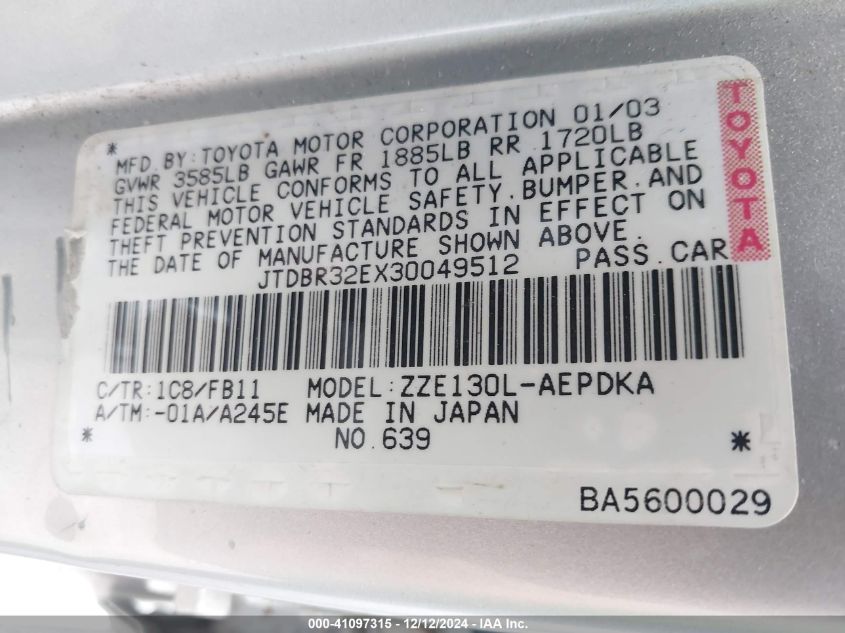 *
MFD. BY: TOYOTA MOTOR CORPORATION 01/03
GVWR 3585LB GAWR FR 1885LB RR 1720LB
THIS VEHICLE CONFORMS TO ALL APPLICABLE
FEDERAL MOTOR VEHICLE SAFETY, BUMPER, AND
THEFT PREVENTION STANDARDS IN EFFECT ON
THE DATE OF MANUFACTURE SHOWN ABOVE.
JTDBR32EX30049512 PASS. CAR
TOYOTA
C/TR: 1C8/FB11 MODEL: ZZE130L-AEPDKA
A/TM: -01A/A245E MADE IN JAPAN
* NO. 639 *
BA5600029
000-41097315 - 12/12/2024 - IAA Inc.